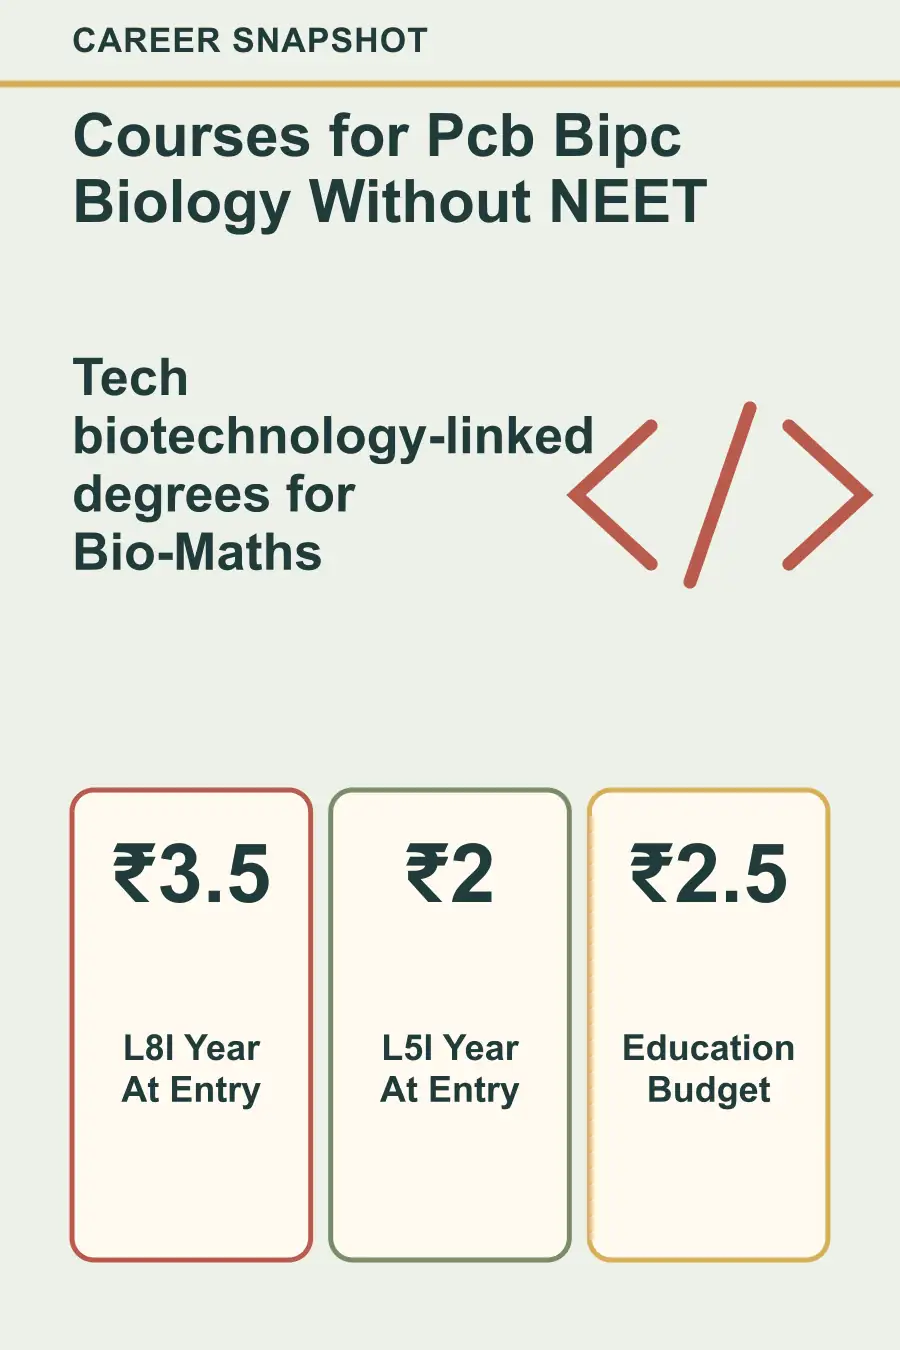 CAREER SNAPSHOT
Courses for Pcb Bipc
Biology Without NEET
Tech
biotechnology-linked
degrees for
Bio-Maths
₹3.5
L8l Year
At Entry
₹2
L5l Year
At Entry
₹2.5
Education
Budget